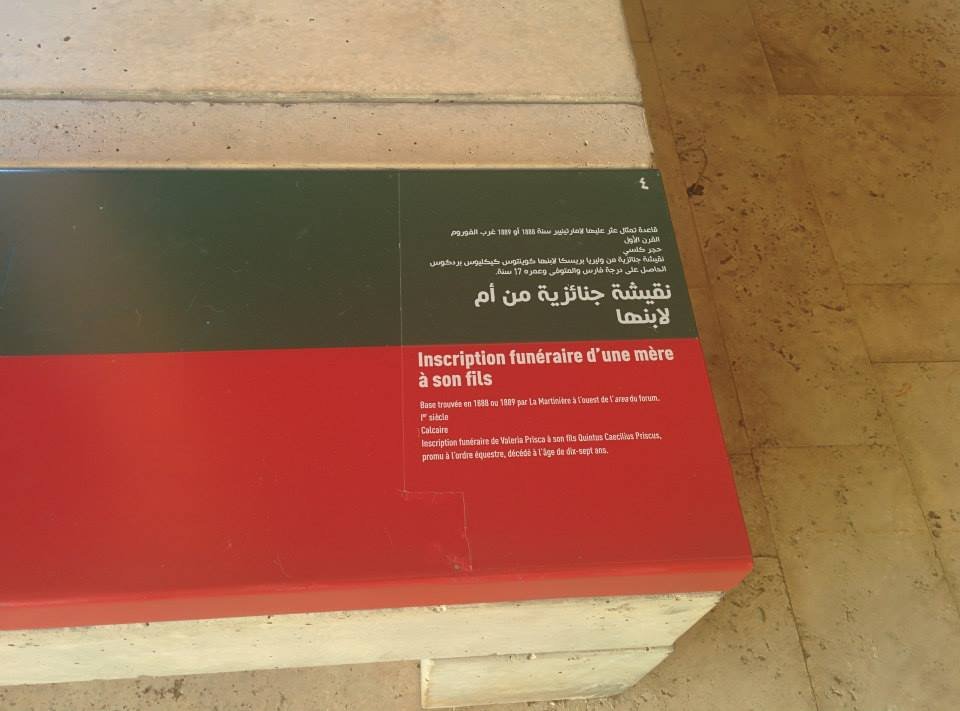 ٤
قاعدة تمثال عثر عليها لامارتينيير سنة 1888 أو 1889 غرب الفوروم
القرن الأول
حجر كلسي
نقيشة جنائزية من وليريا بريسكا لابنها كوينتوس كيكليوس بردكوس
الحاصل على درجة فارس والمتوفى وعمره 17 سنة.
نقيشة جنائزية من أم
لابنها
Inscription funéraire d'une mère
à son fils
Base trouvée en 1888 ou 1889 par La Martinière à l'ouest de l'area du forum.
Iᵉʳ siècle
Calcaire
Inscription funéraire de Valeria Prisca à son fils Quintus Caecilius Priscus,
promu à l'ordre équestre, décédé à l'âge de dix-sept ans.